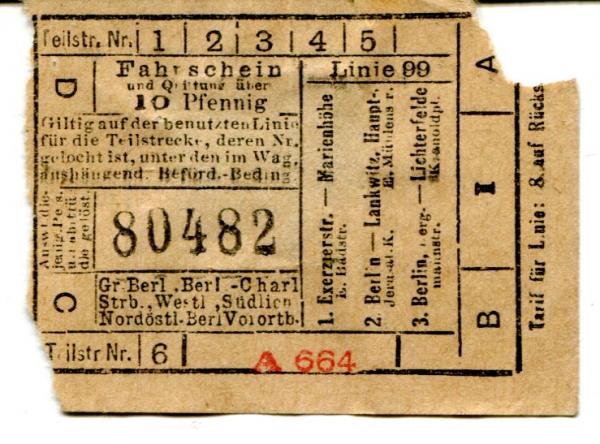 Teilstr. Nr. 1 2 3 4 5
Fahrschein
und Quittung über
10 Pfennig
Giltig auf der benutzten Linie
für die Teilstrecke, deren Nr.
gelocht ist, unter den im Wag.
aushängend. Beförd.-Beding
80482
Gr. Berl., Berl.-Charl
Strb., Westl., Südlich
Nordöstl. Berl Vorortb.
Linie 99
1. Exerzierstr. — Marienhöhe
2. Berlin — Lankwitz, Haupt-
3. Berlin, — Lichterfelde
D
C
A
I
B
Tarif für Linie: 8. auf Rücks
Teilstr Nr. 6
A 664